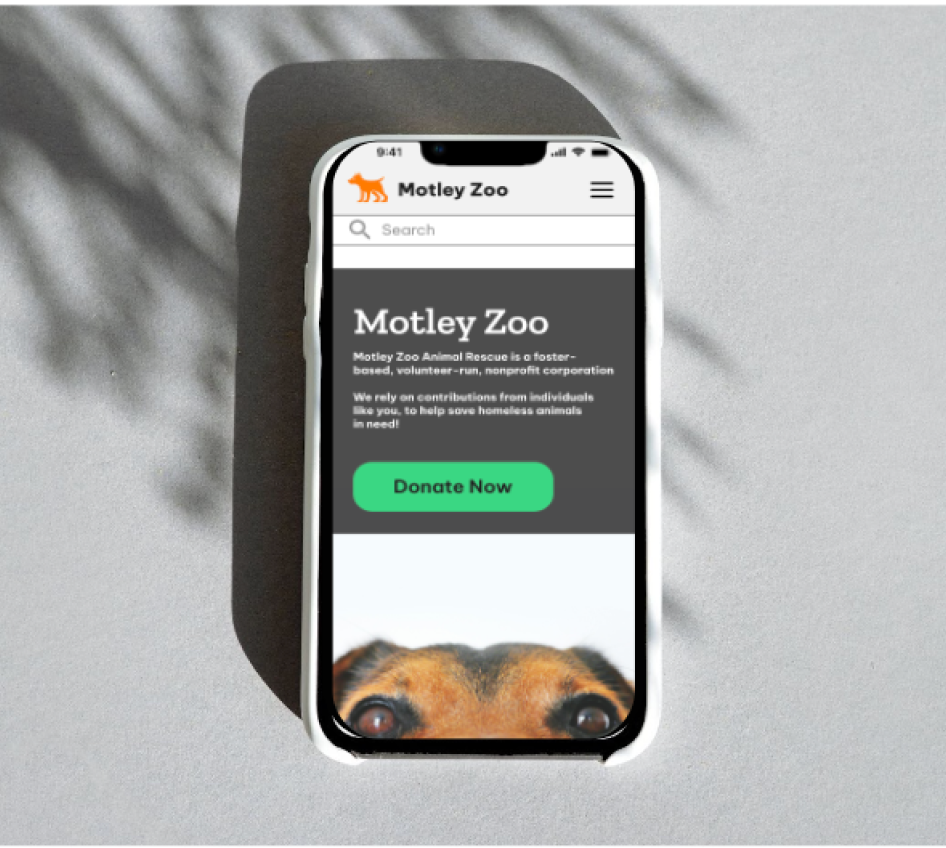 9:41
Motley Zoo
Search
Motley Zoo
Motley Zoo Animal Rescue is a foster-
based, volunteer-run, nonprofit corporation
We rely on contributions from individuals
like you, to help save homeless animals
in need!
Donate Now